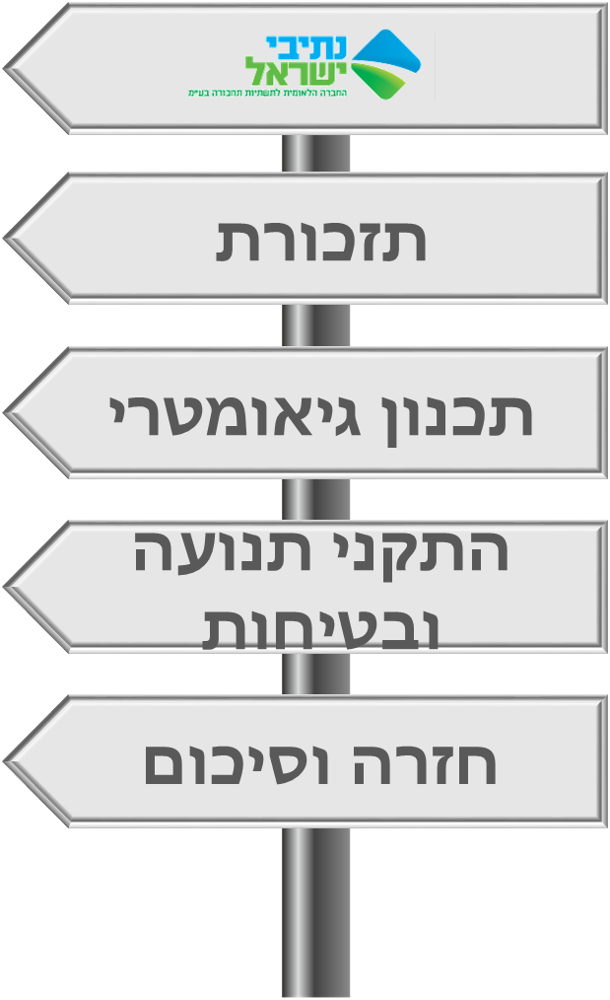 נתיבי
ישראל
החברה הלאומית לתשתיות תחבורה בע"מ
תזכורת
תכנון גיאומטרי
התקני תנועה
ובטיחות
חזרה וסיכום